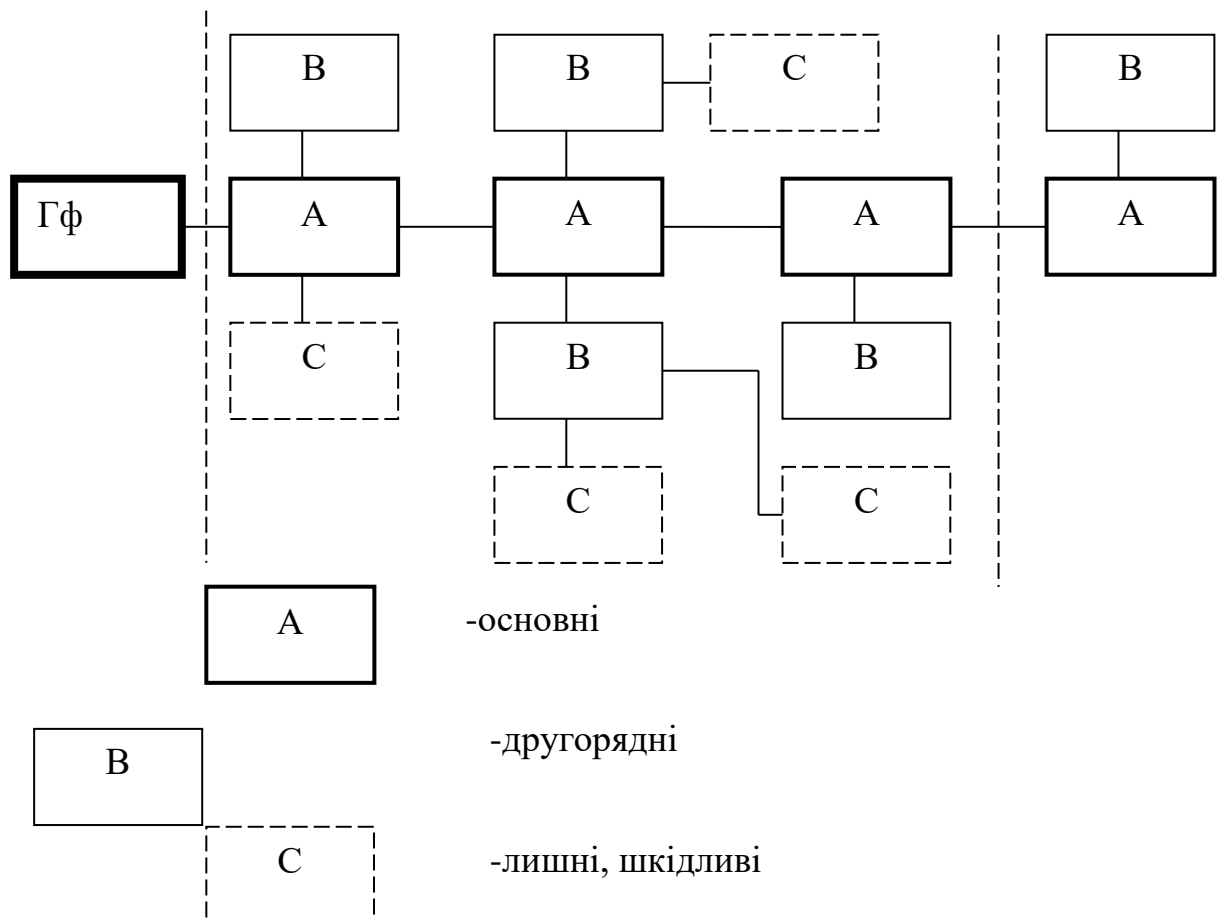 В В С В
Гф А А А А
С В В
С С
А -основні
В -другорядні
С -лишні, шкідливі